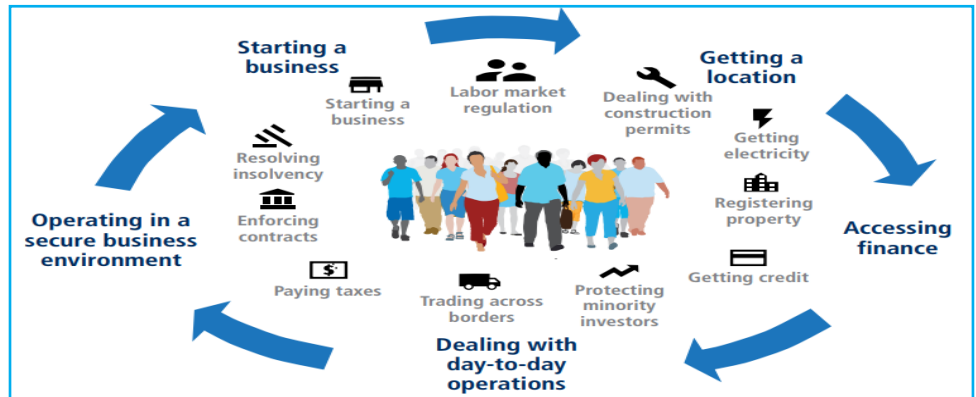 Starting a
business
Starting a
business
Labor market
regulation
Dealing with
construction
permits
Getting a
location
Getting
electricity
Registering
property
Accessing
finance
Getting credit
Protecting
minority
investors
Dealing with
day-to-day
operations
Trading across
borders
Paying taxes
Operating in a
secure business
environment
Enforcing
contracts
Resolving
insolvency
$